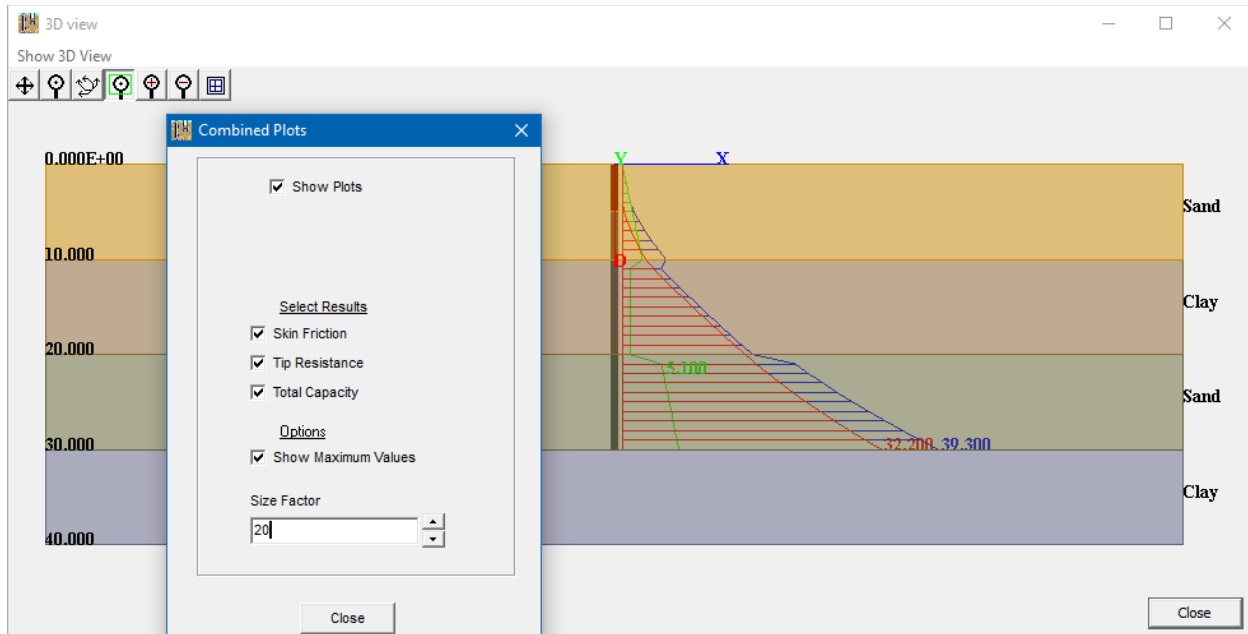 3D view
Show 3D View
Combined Plots
Show Plots
Select Results
Skin Friction
Tip Resistance
Total Capacity
Options
Show Maximum Values
Size Factor
20
Close
0.000E+00
10.000
20.000
30.000
40.000
Y
X
D
5.100
32.200
39.300
Sand
Clay
Sand
Clay
Close